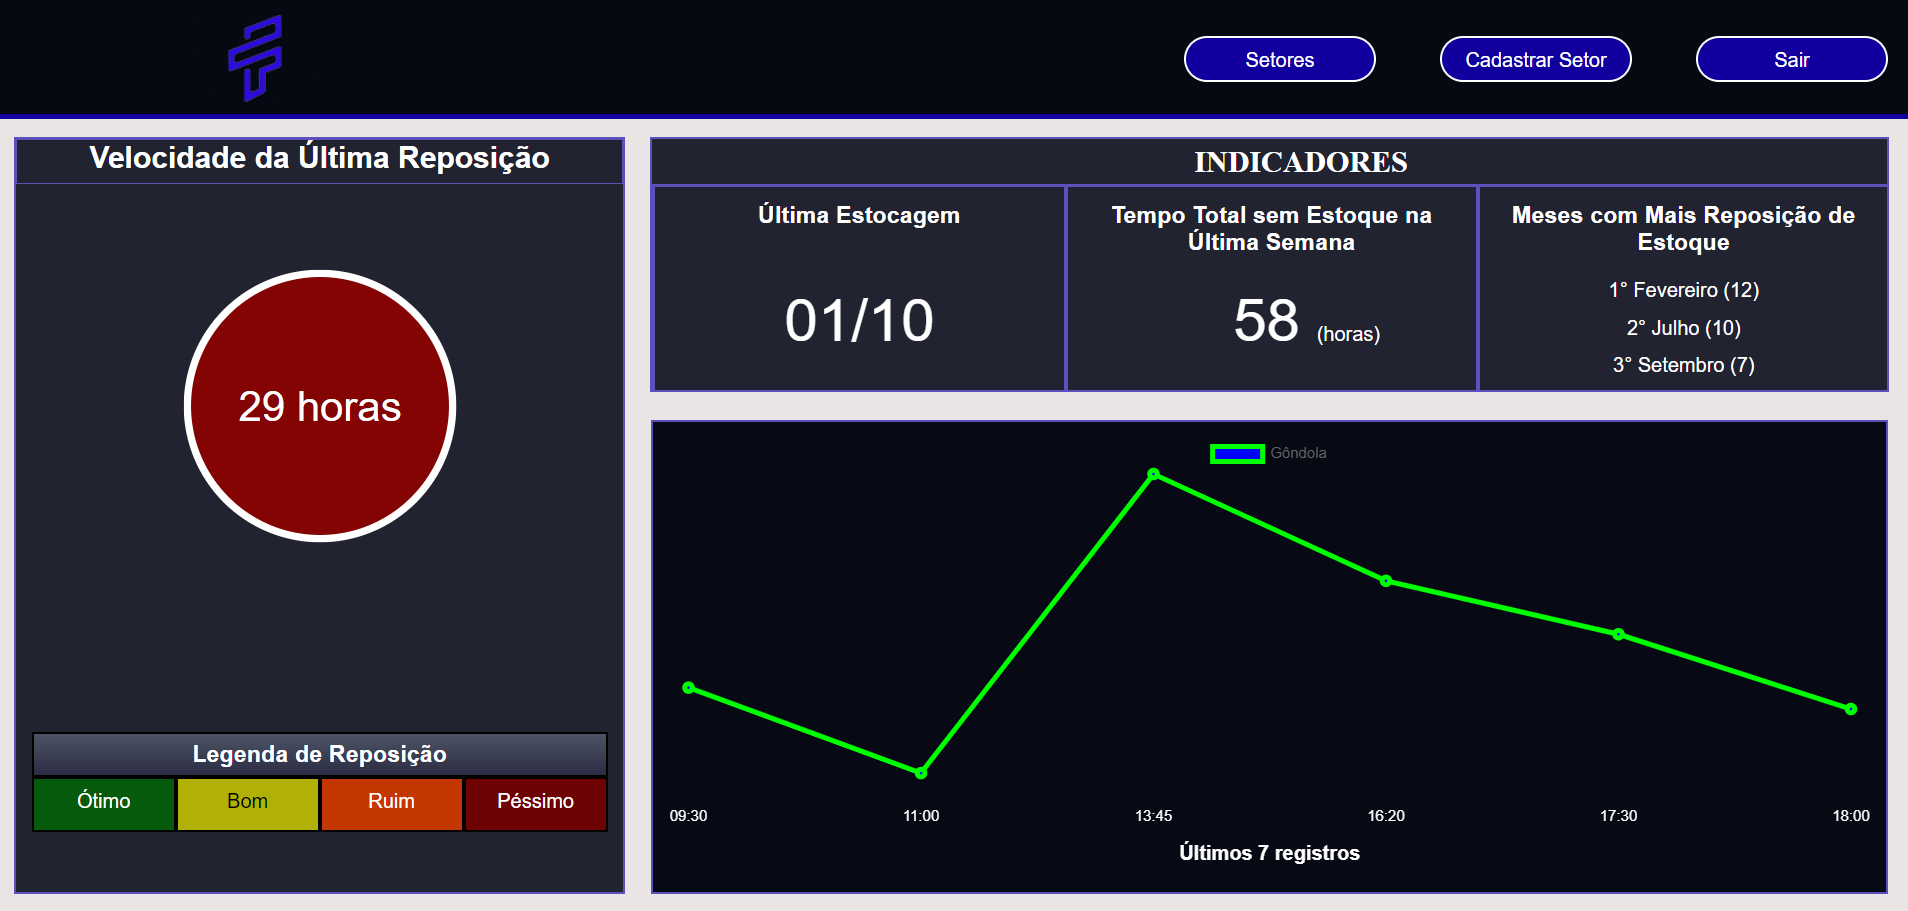 Setores
Cadastrar Setor
Sair
Velocidade da Última Reposição
29 horas
Legenda de Reposição
Ótimo
Bom
Ruim
Péssimo
INDICADORES
Última Estocagem
01/10
Tempo Total sem Estoque na
Última Semana
58 (horas)
Meses com Mais Reposição de
Estoque
1° Fevereiro (12)
2° Julho (10)
3° Setembro (7)
Gôndola
09:30
11:00
13:45
16:20
17:30
18:00
Últimos 7 registros